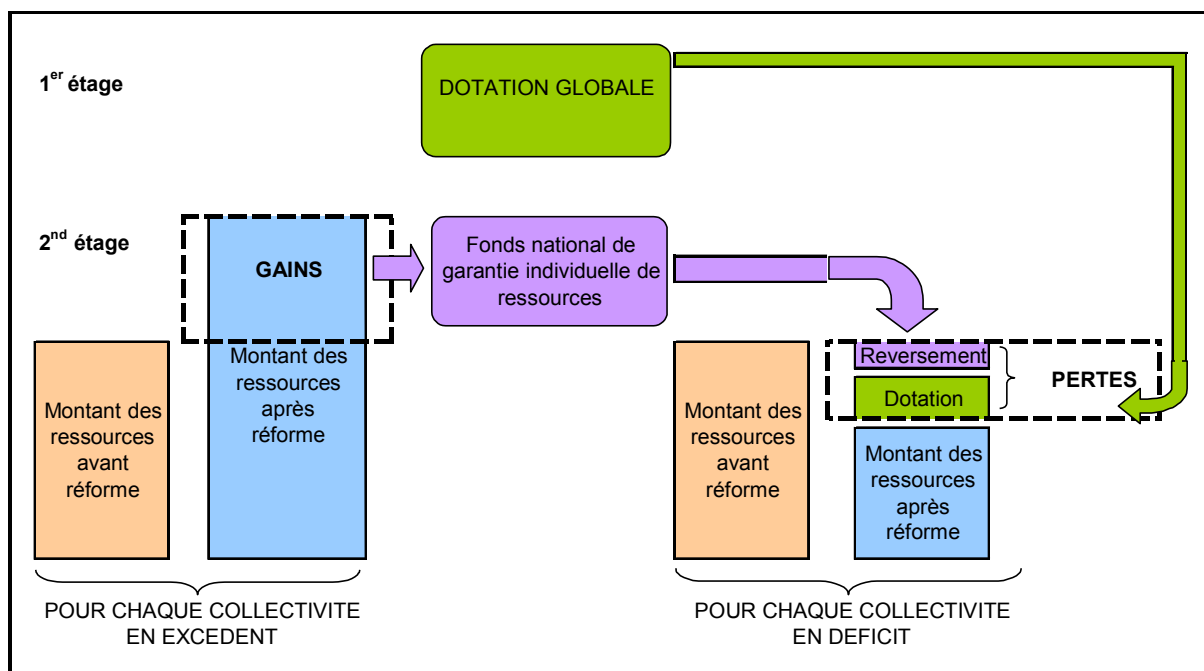 1er étage
DOTATION GLOBALE
2nd étage
GAINS
Fonds national de
garantie individuelle de
ressources
Montant des
ressources
avant
réforme
Montant des
ressources
après
réforme
Montant des
ressources
avant
réforme
Reversement
Dotation
PERTES
Montant des
ressources
après
réforme
POUR CHAQUE COLLECTIVITE
EN EXCEDENT
POUR CHAQUE COLLECTIVITE
EN DEFICIT